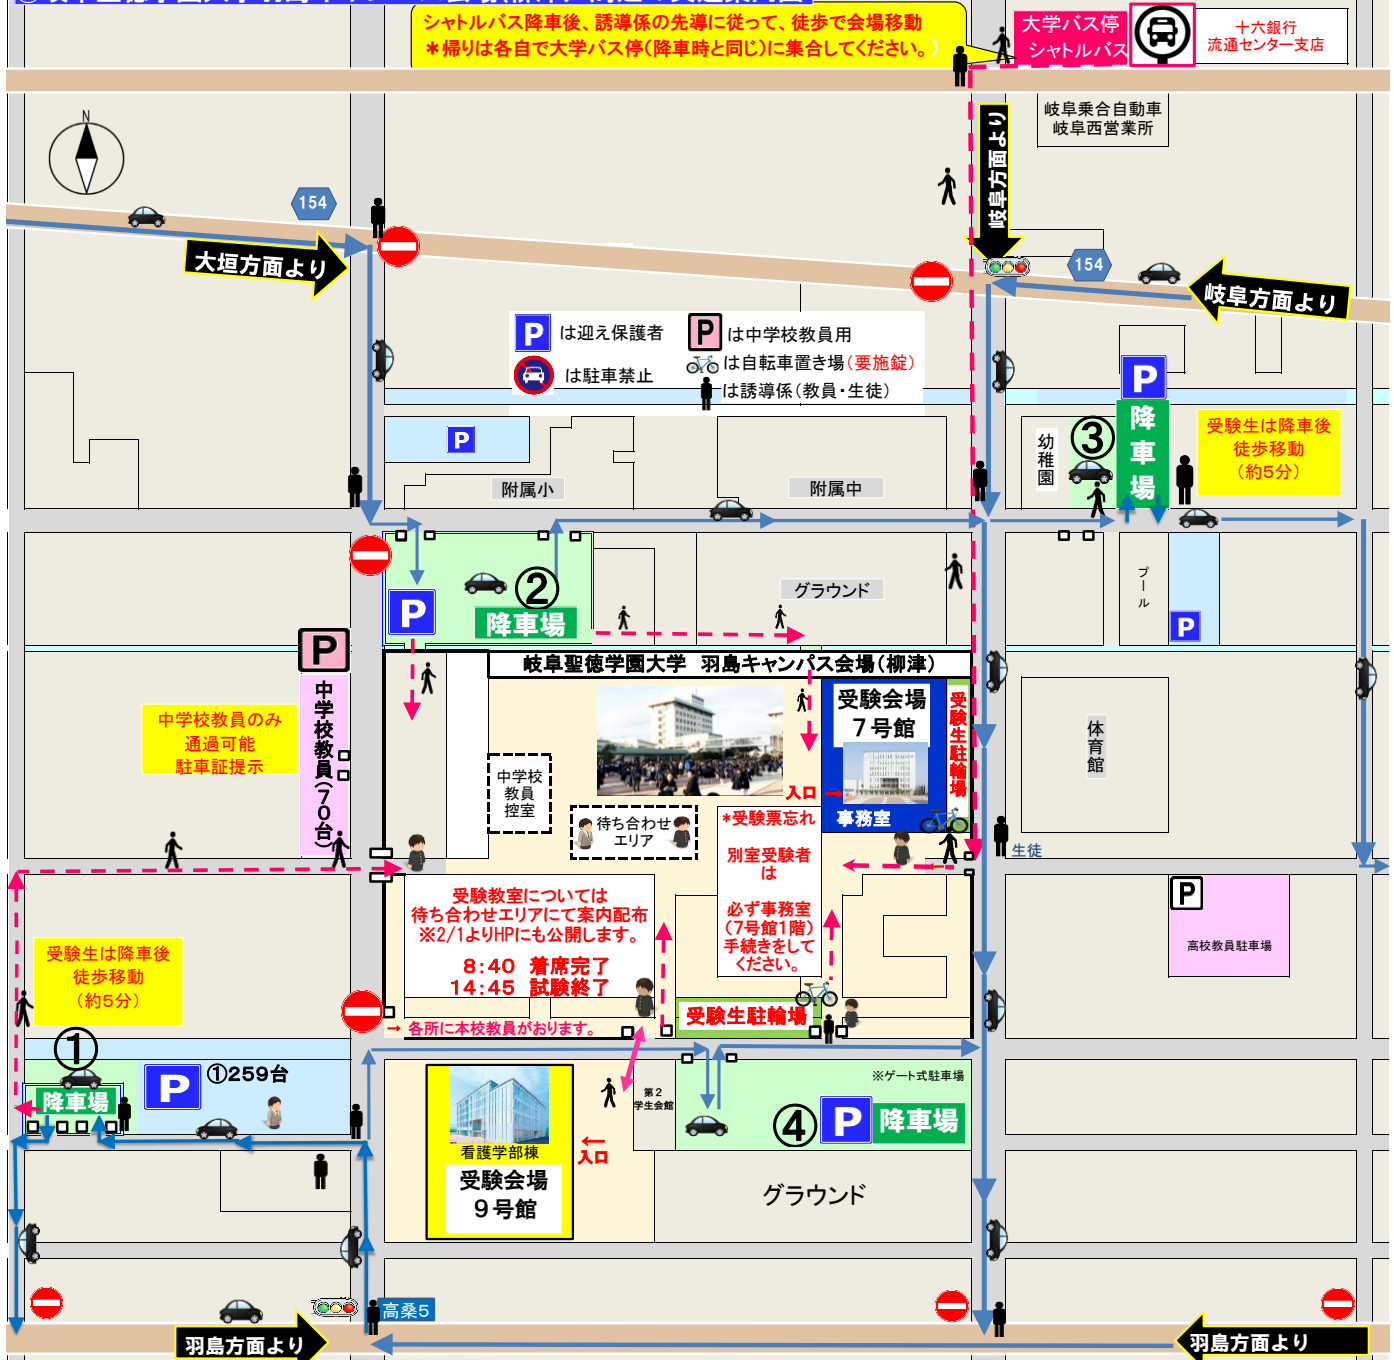 シャトルバス降車後、誘導係の先導に従って、徒歩で会場移動
＊帰りは各自で大学バス停(降車時と同じ)に集合してください。)
大学バス停
シャトルバス
十六銀行
流通センター支店
岐阜乗合自動車
岐阜西営業所
N
154
岐阜方面より
大垣方面より
154
岐阜方面より
P は迎え保護者
P は中学校教員用
は駐車禁止
は自転車置き場(要施錠)
は誘導係(教員・生徒)
P
P
附属小
附属中
幼稚園
③
降車場
受験生は降車後
徒歩移動
(約5分)
②
P
降車場
グラウンド
プール
P
P
中学校教員(70台)
中学校教員のみ
通過可能
駐車証提示
岐阜聖徳学園大学 羽島キャンパス会場(柳津)
受験会場
7号館
受験生駐輪場
体育館
中学校
教員
控室
待ち合わせ
エリア
入口
事務室
生徒
＊受験票忘れ
別室受験者
は
必ず事務室
(7号館1階)
手続きをして
ください。
受験教室については
待ち合わせエリアにて案内配布
※2/1よりHPにも公開します。
8:40 着席完了
14:45 試験終了
P
高校教員駐車場
受験生は降車後
徒歩移動
(約5分)
→ 各所に本校教員がおります。
受験生駐輪場
①
P
①259台
降車場
看護学部棟
受験会場
9号館
入口
第2
学生会館
※ゲート式駐車場
④
P
降車場
グラウンド
高桑5
羽島方面より
羽島方面より